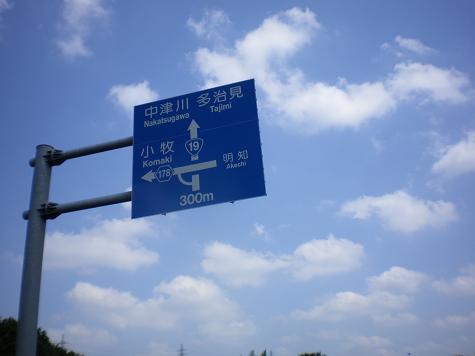 中津川 多治見
Nakatsugawa Tajimi
小牧 19 明知
Komaki Akechi
178
300m